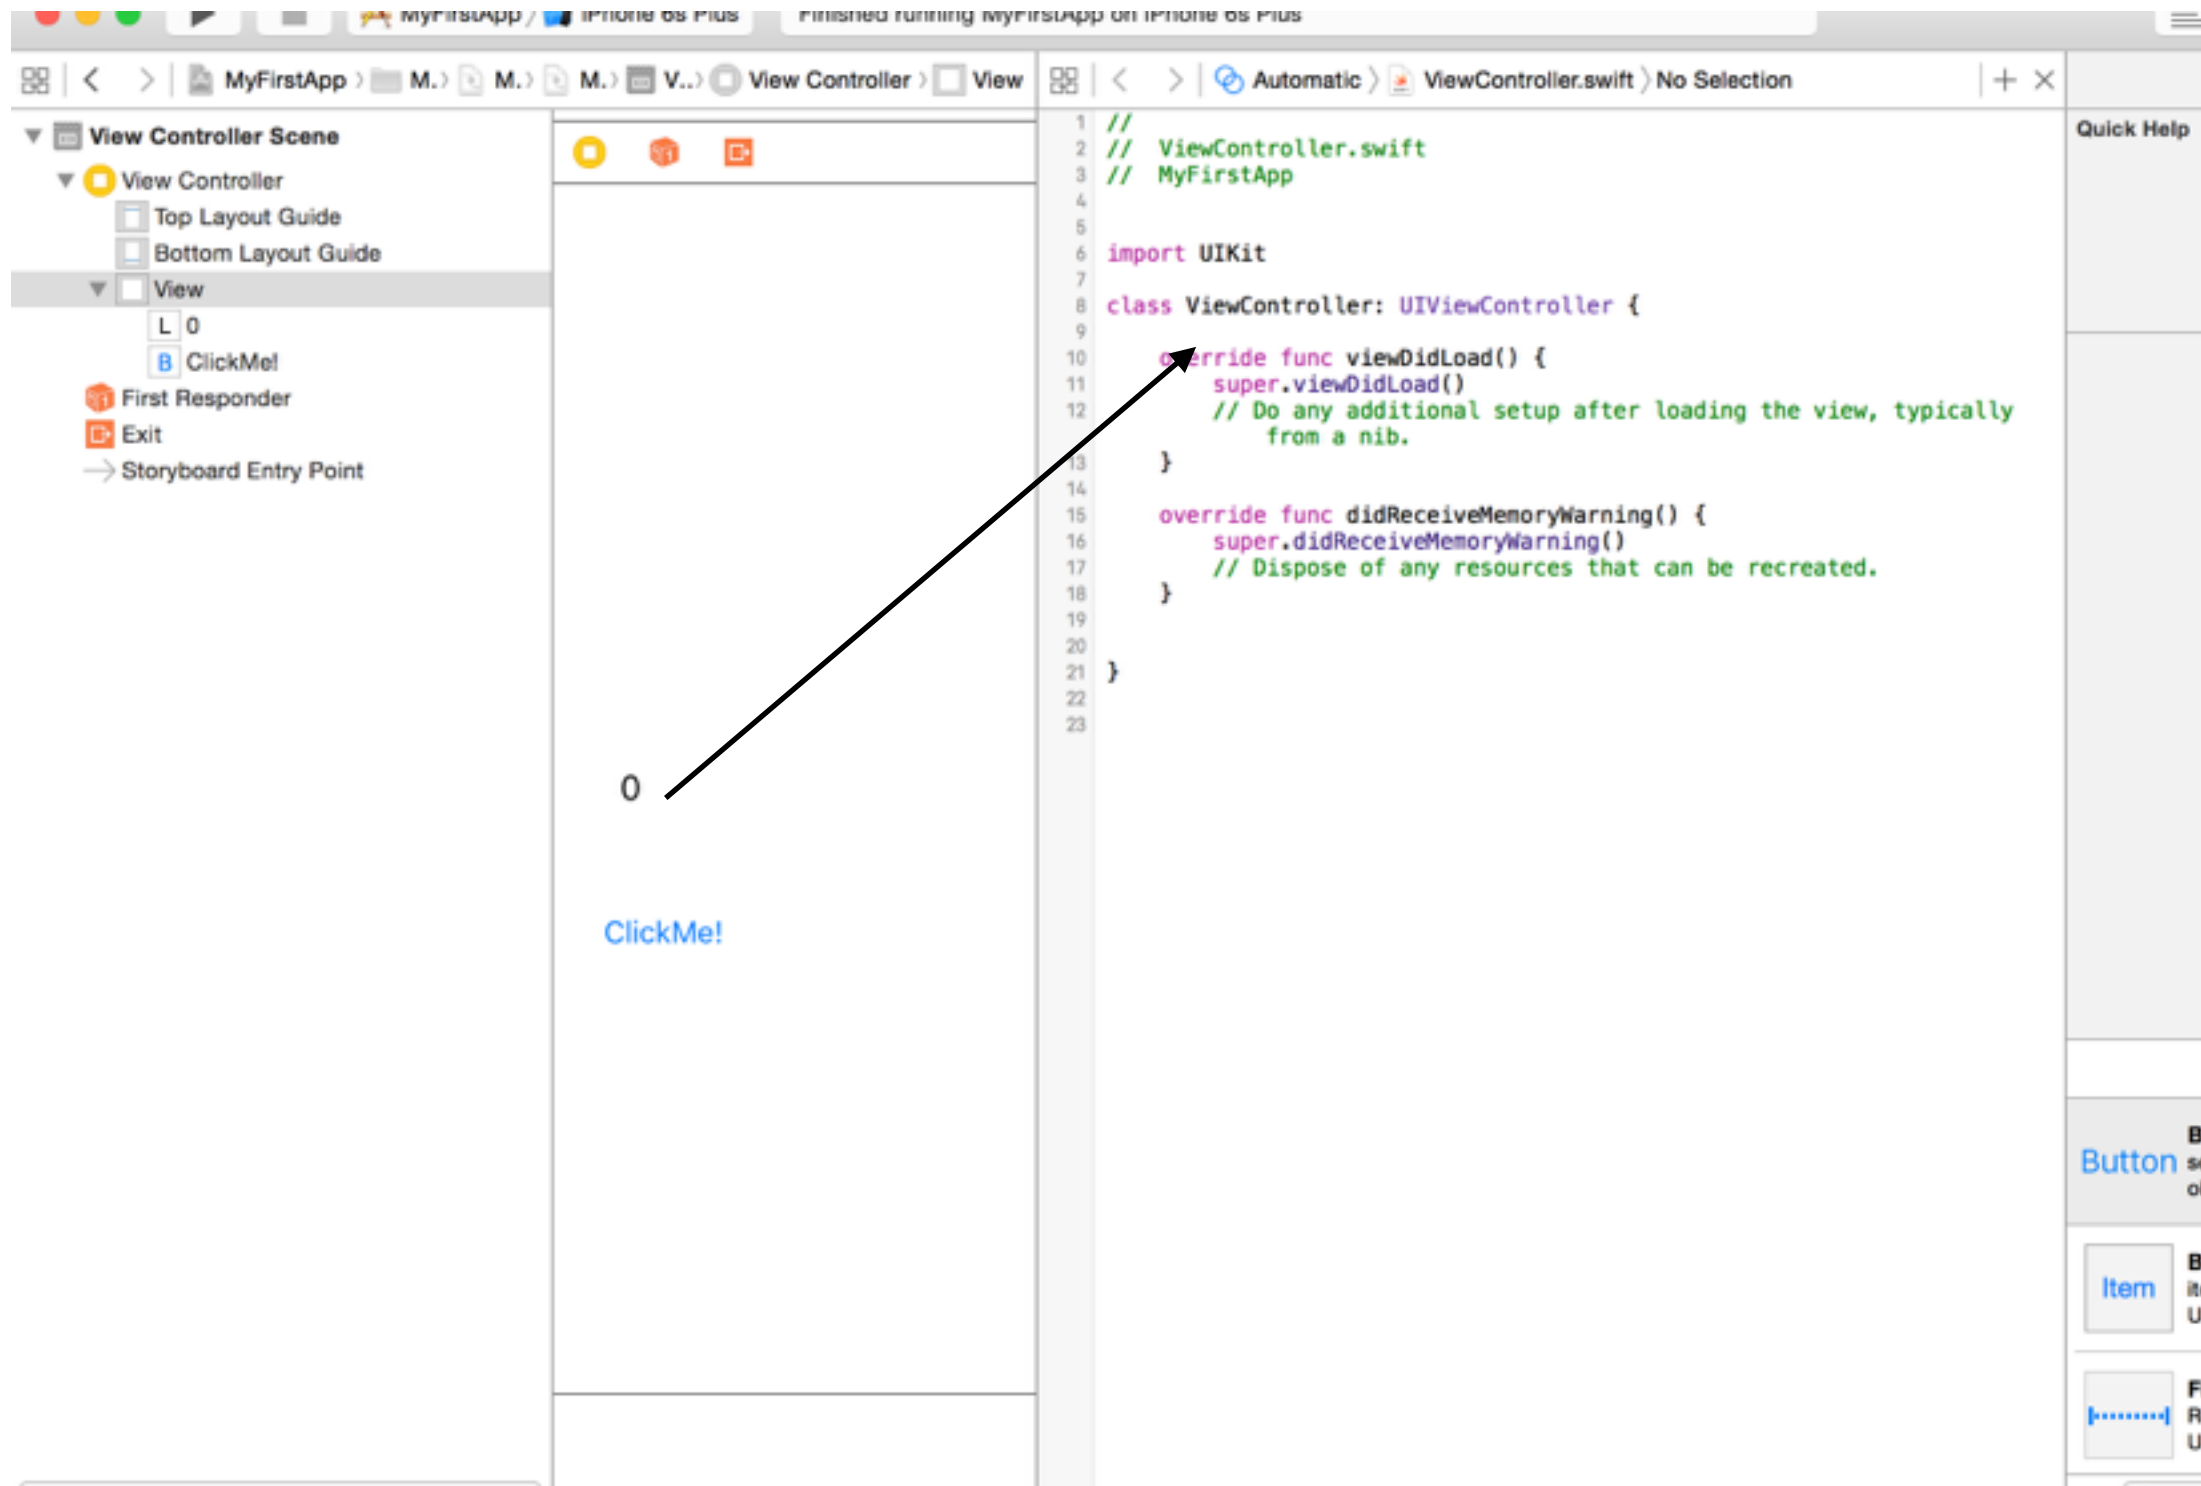 MyFirstApp 〉 iPhone 6s Plus
Finished running MyFirstApp on iPhone 6s Plus
MyFirstApp 〉 M.〉 M.〉 M.〉 V...〉 View Controller 〉 View
Automatic 〉 ViewController.swift 〉 No Selection
View Controller Scene
View Controller
Top Layout Guide
Bottom Layout Guide
View
L 0
B ClickMe!
First Responder
Exit
Storyboard Entry Point
0
ClickMe!
1 //
2 //  ViewController.swift
3 //  MyFirstApp
4
5
6 import UIKit
7
8 class ViewController: UIViewController {
9
10     override func viewDidLoad() {
11         super.viewDidLoad()
12         // Do any additional setup after loading the view, typically
from a nib.
13     }
14
15     override func didReceiveMemoryWarning() {
16         super.didReceiveMemoryWarning()
17         // Dispose of any resources that can be recreated.
18     }
19
20
21 }
22
23
Quick Help
Button
Item